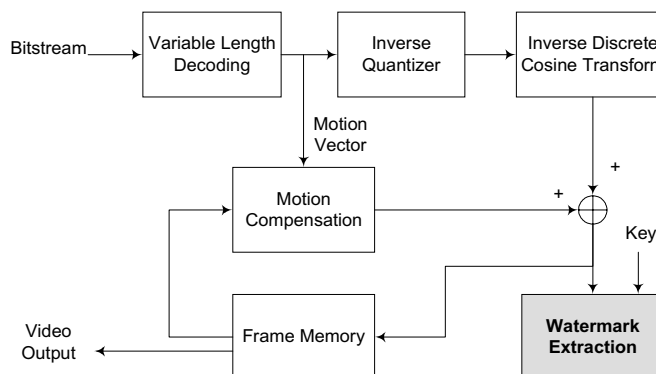 Bitstream
Variable Length
Decoding
Inverse
Quantizer
Inverse Discrete
Cosine Transform
Motion
Vector
+
Motion
Compensation
+
Key
Video
Output
Frame Memory
Watermark
Extraction